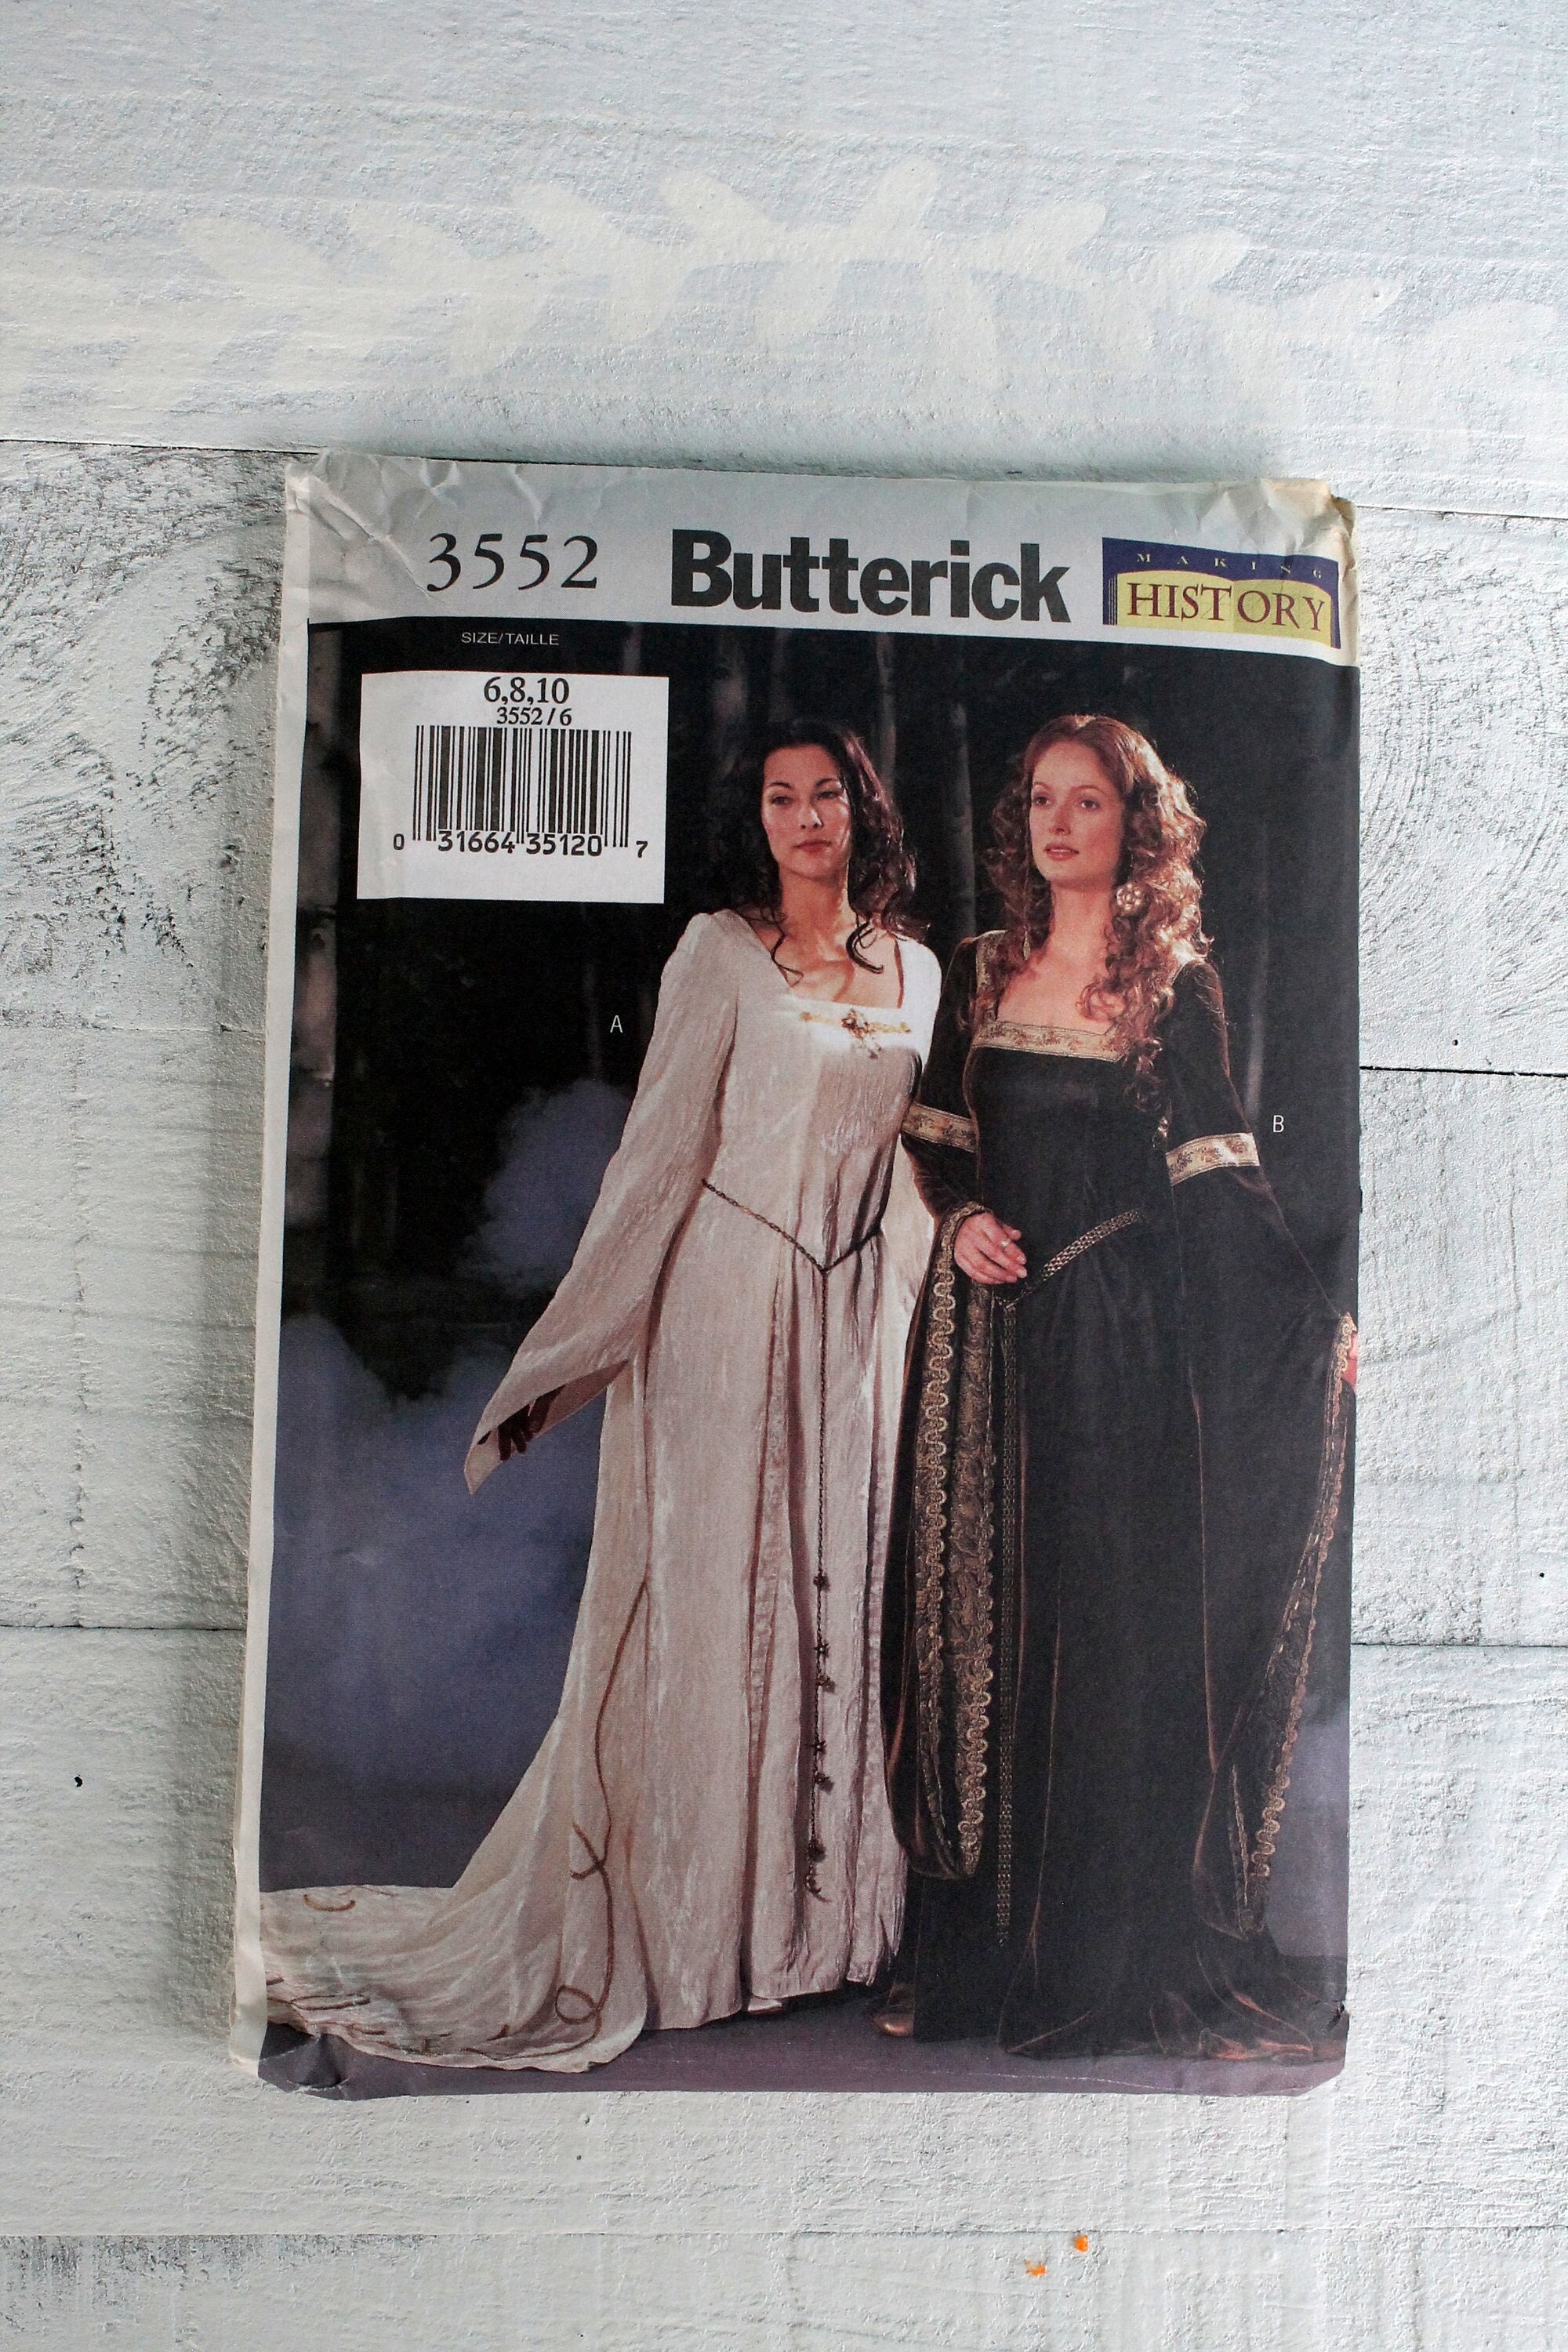 3552 Butterick MAKING HISTORY
SIZE/TAILLE
6,8,10
3552/6
0 31664 35120 7
A
B